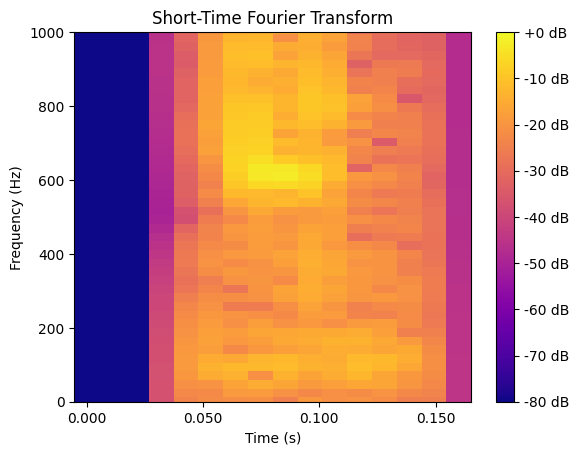 Short-Time Fourier Transform
Frequency (Hz)
1000
800
600
400
200
0
0.000
0.050
0.100
0.150
Time (s)
+0 dB
-10 dB
-20 dB
-30 dB
-40 dB
-50 dB
-60 dB
-70 dB
-80 dB